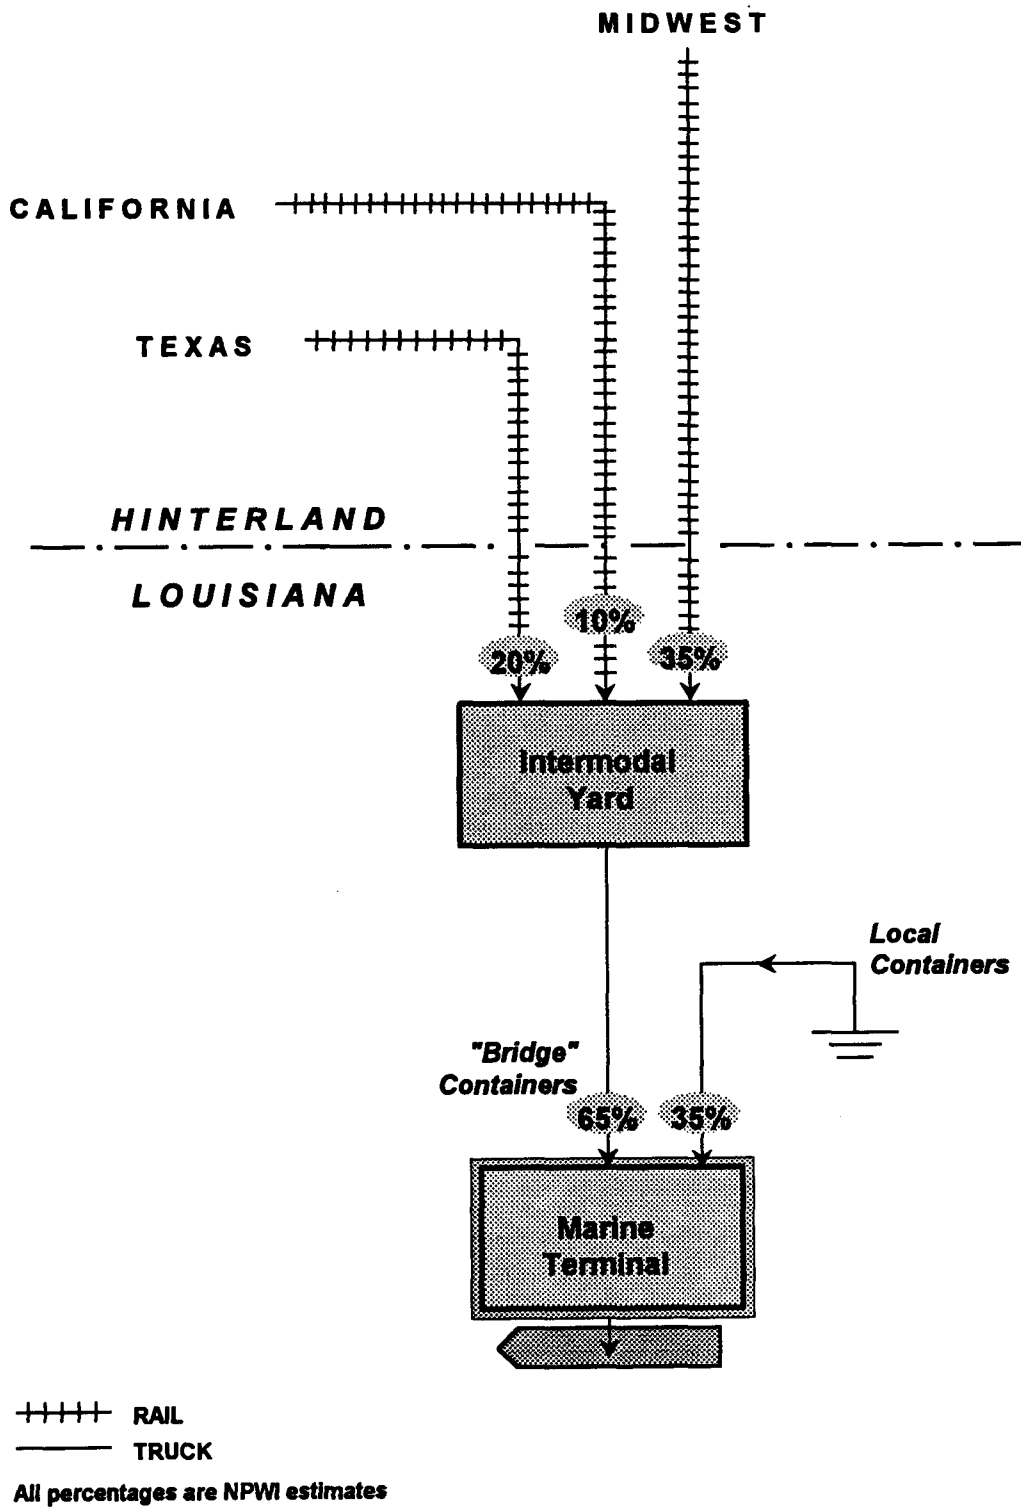 MIDWEST
CALIFORNIA
TEXAS
HINTERLAND
LOUISIANA
10%
20%
35%
Intermodal
Yard
Local
Containers
"Bridge"
Containers
65%
35%
Marine
Terminal
RAIL
TRUCK
All percentages are NPWI estimates